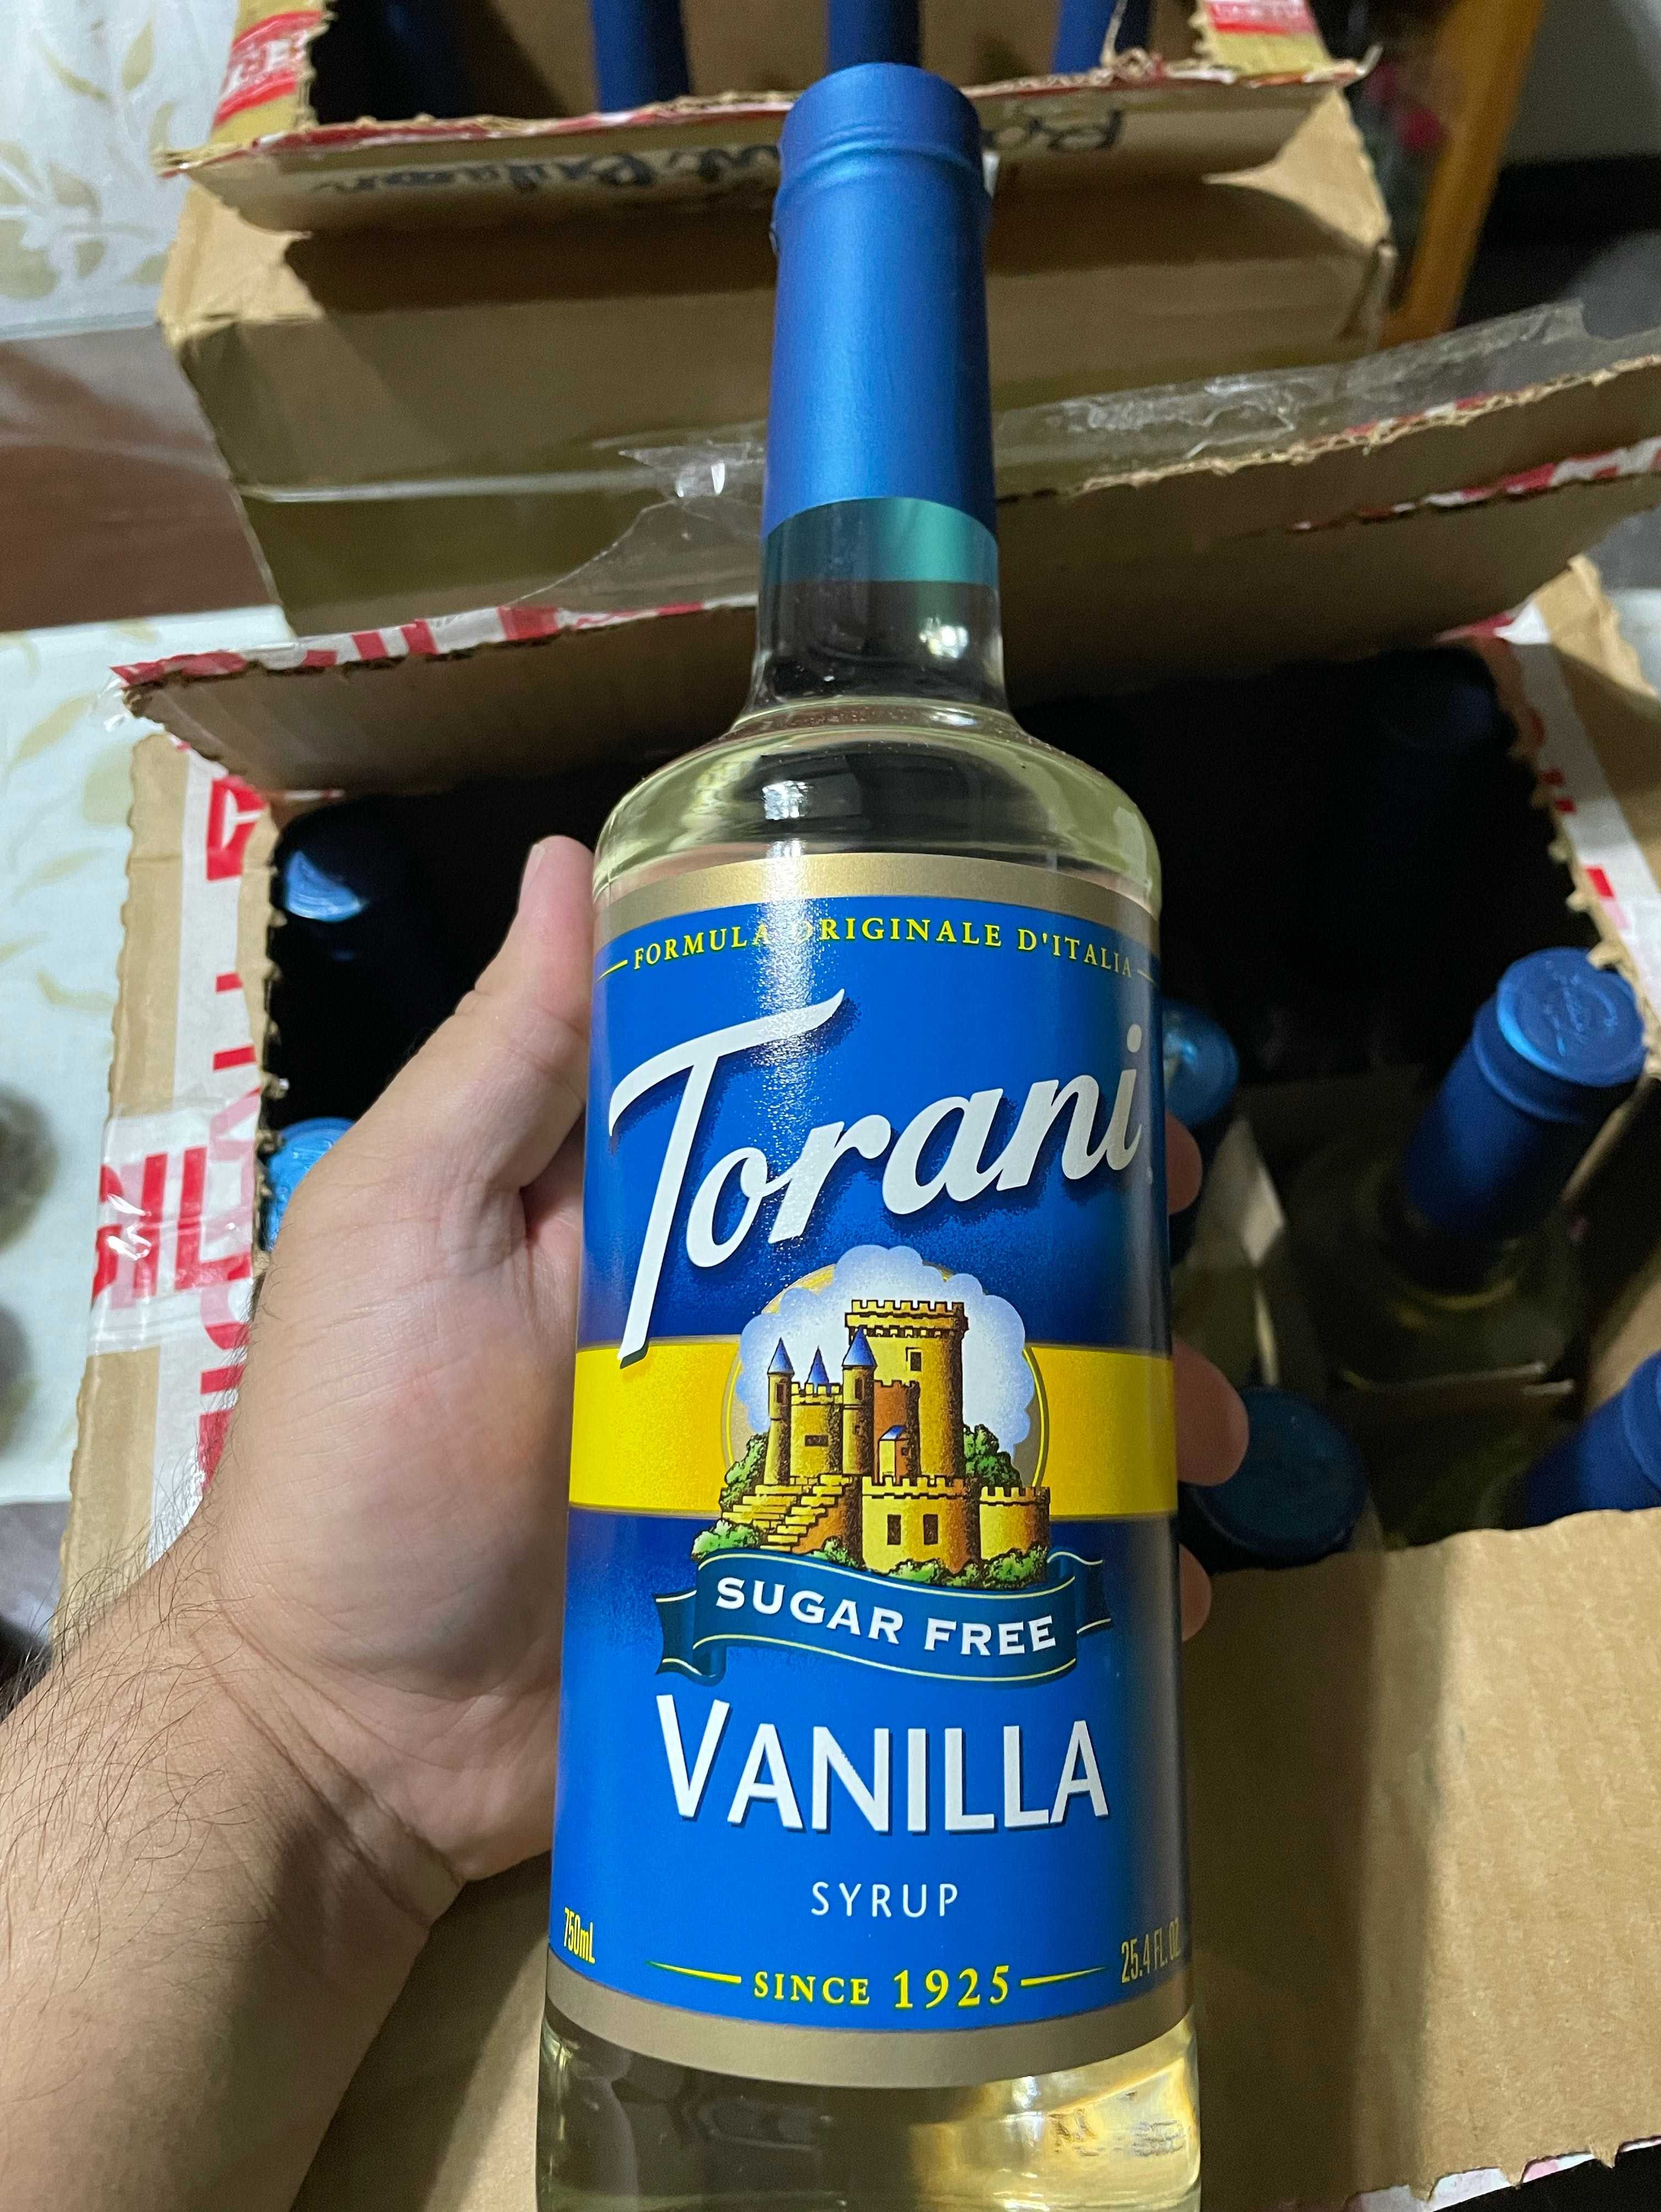 FORMULA ORIGINALE D'ITALIA
Torani
SUGAR FREE
VANILLA
SYRUP
750mL
25.4 FL.OZ.
SINCE 1925